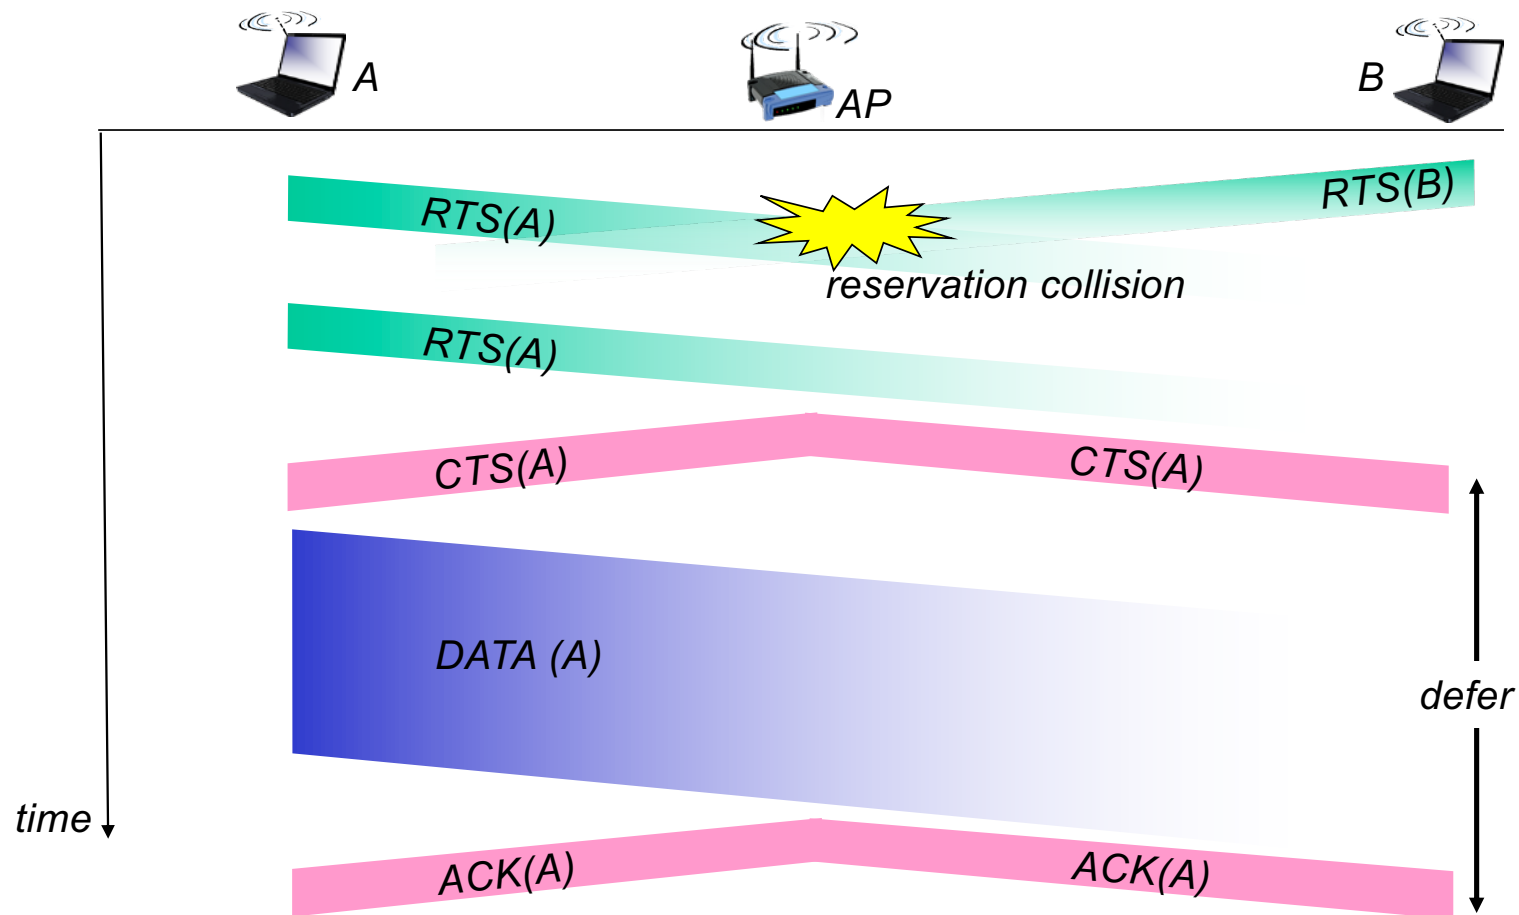 A
AP
B
RTS(A)
RTS(B)
reservation collision
RTS(A)
CTS(A)
CTS(A)
DATA (A)
defer
time
ACK(A)
ACK(A)